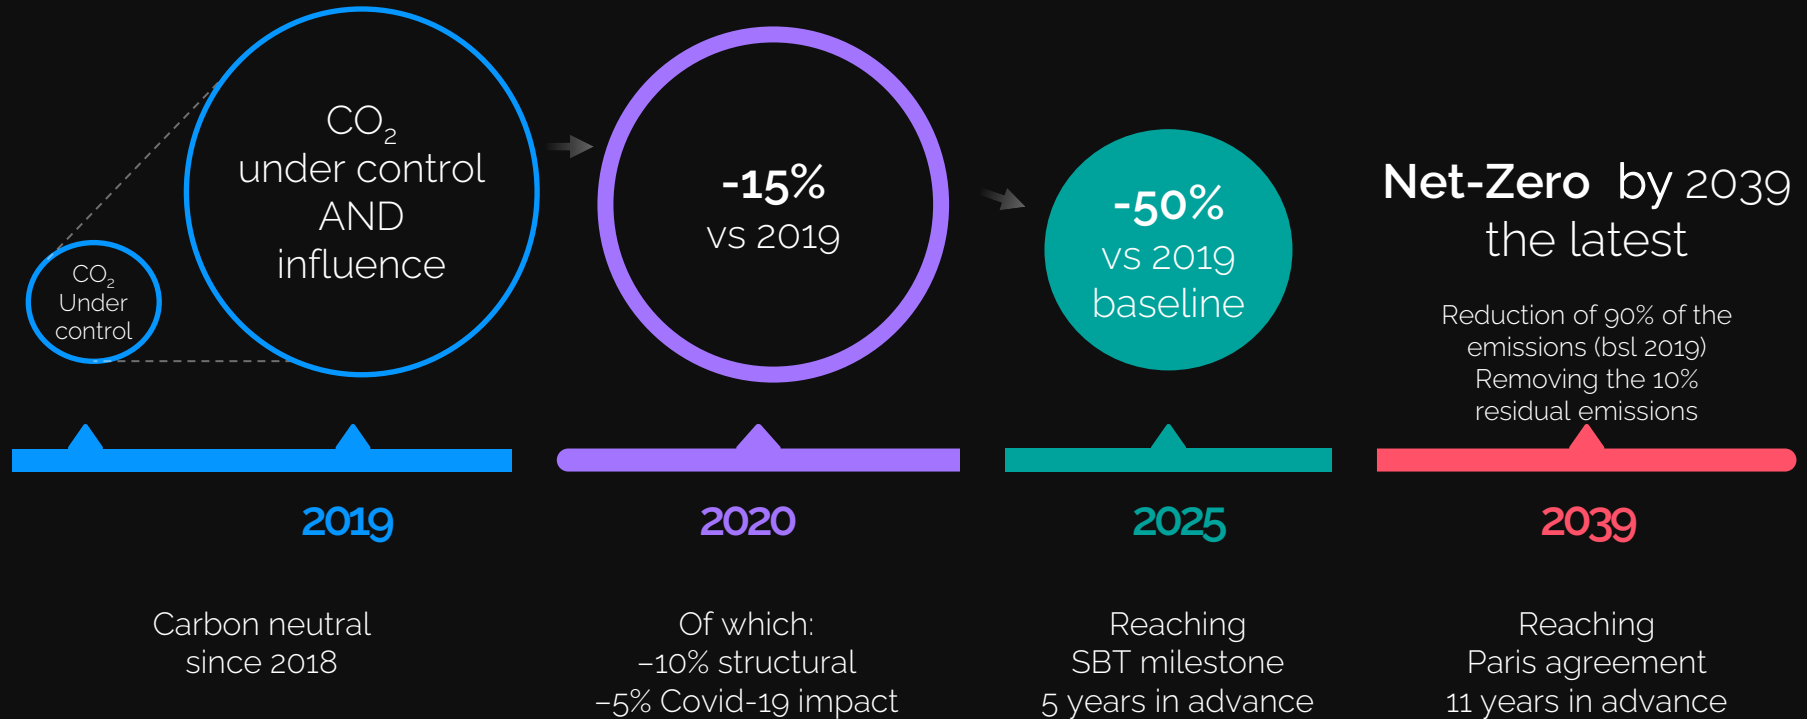 CO₂
Under
control
CO₂
under control
AND
influence
-15%
vs 2019
-50%
vs 2019
baseline
Net-Zero by 2039
the latest
Reduction of 90% of the
emissions (bsl 2019)
Removing the 10%
residual emissions
2019
2020
2025
2039
Carbon neutral
since 2018
Of which:
–10% structural
–5% Covid-19 impact
Reaching
SBT milestone
5 years in advance
Reaching
Paris agreement
11 years in advance